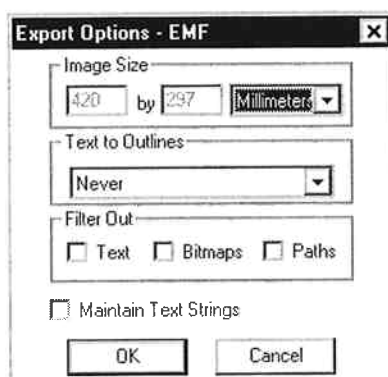 Export Options - EMF
Image Size
420 by 297 Millimeters
Text to Outlines
Never
Filter Out
Text Bitmaps Paths
Maintain Text Strings
OK Cancel